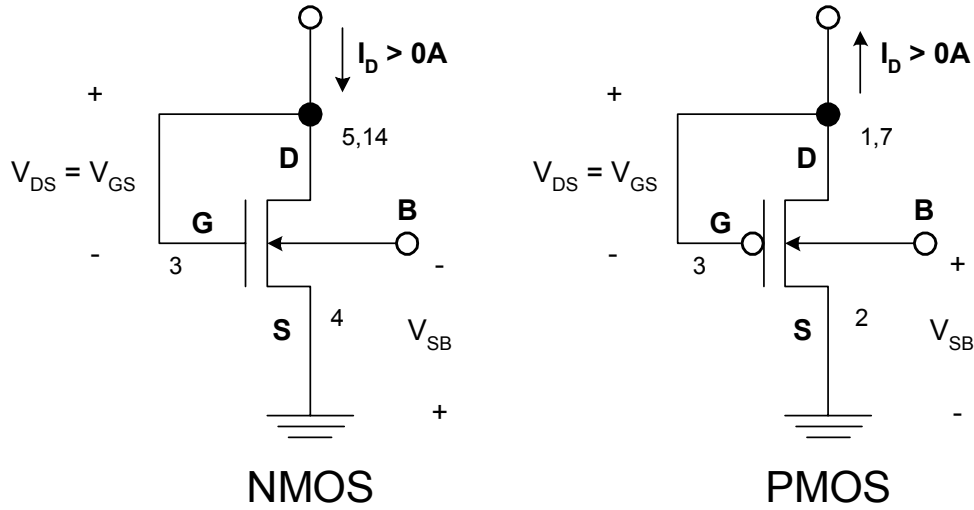 I_D > 0A
+
5,14
D
V_DS = V_GS
G
B
-
3
-
S
4
V_SB
+
NMOS
I_D > 0A
+
1,7
D
V_DS = V_GS
G
B
-
3
+
S
2
V_SB
-
PMOS